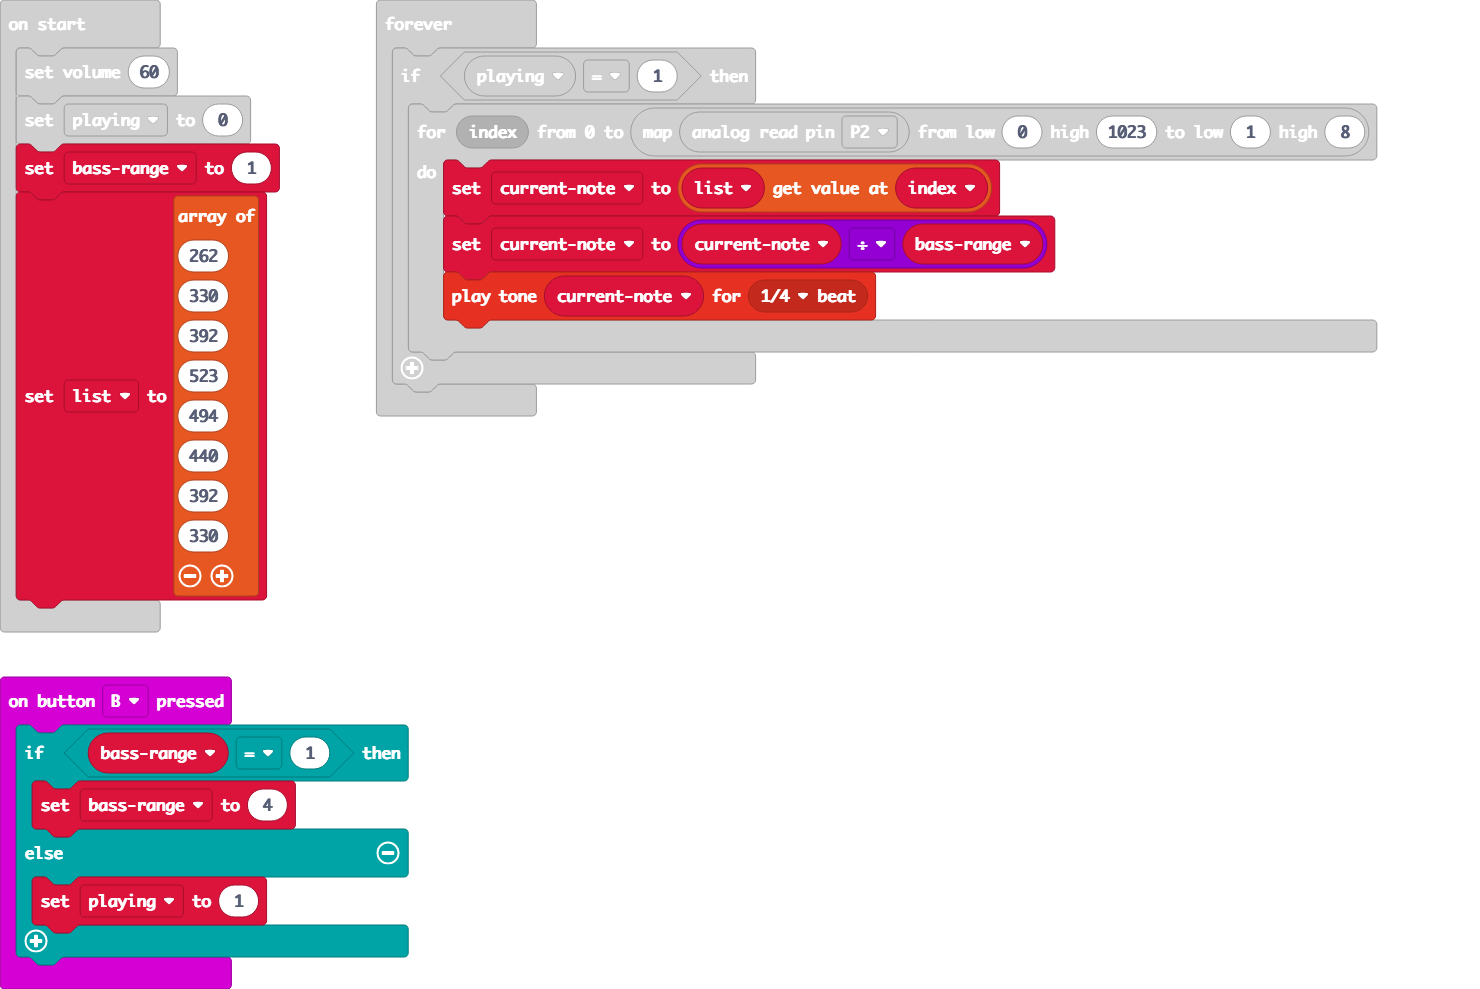 on start
set volume 60
set playing to 0
set bass-range to 1
set list to array of
262
330
392
523
494
440
392
330
forever
if playing = 1 then
for index from 0 to map analog read pin P2 from low 0 high 1023 to low 1 high 8
do
set current-note to list get value at index
set current-note to current-note ÷ bass-range
play tone current-note for 1/4 beat
on button B pressed
if bass-range = 1 then
set bass-range to 4
else
set playing to 1